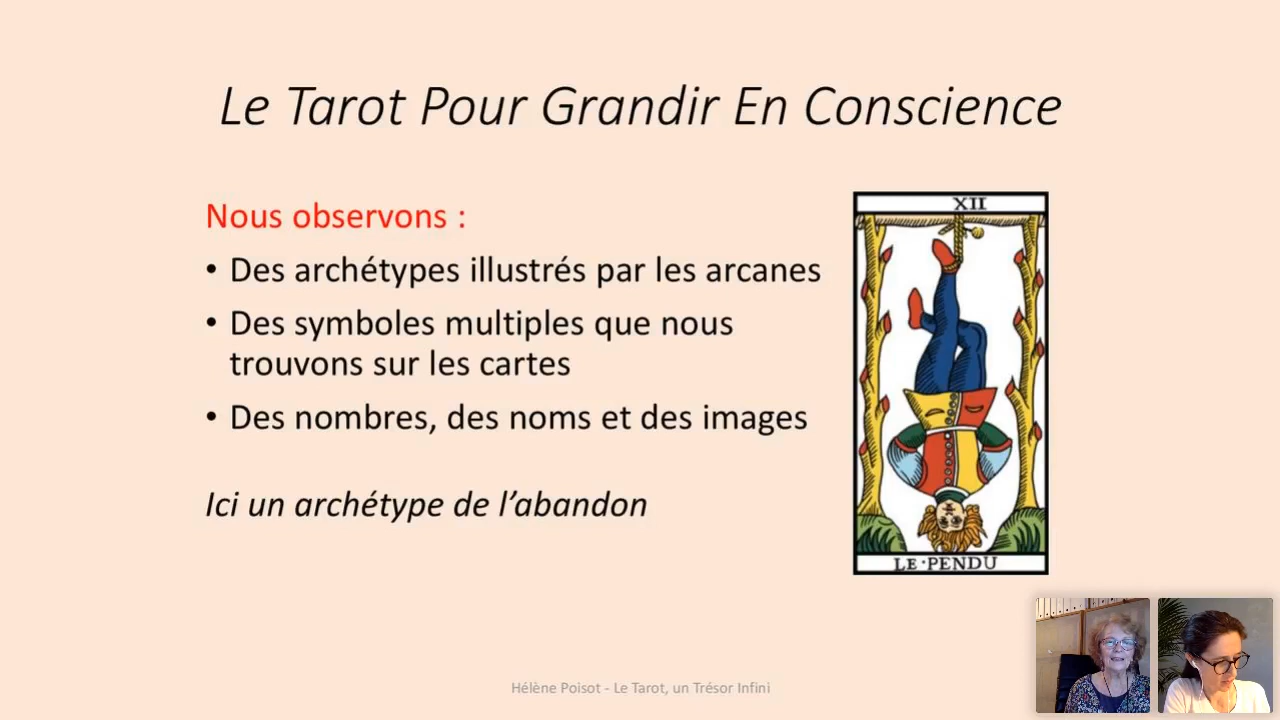 Le Tarot Pour Grandir En Conscience
Nous observons :
• Des archétypes illustrés par les arcanes
• Des symboles multiples que nous
trouvons sur les cartes
• Des nombres, des noms et des images
Ici un archétype de l’abandon
XII
LE·PENDU
Hélène Poisot - Le Tarot, un Trésor Infini